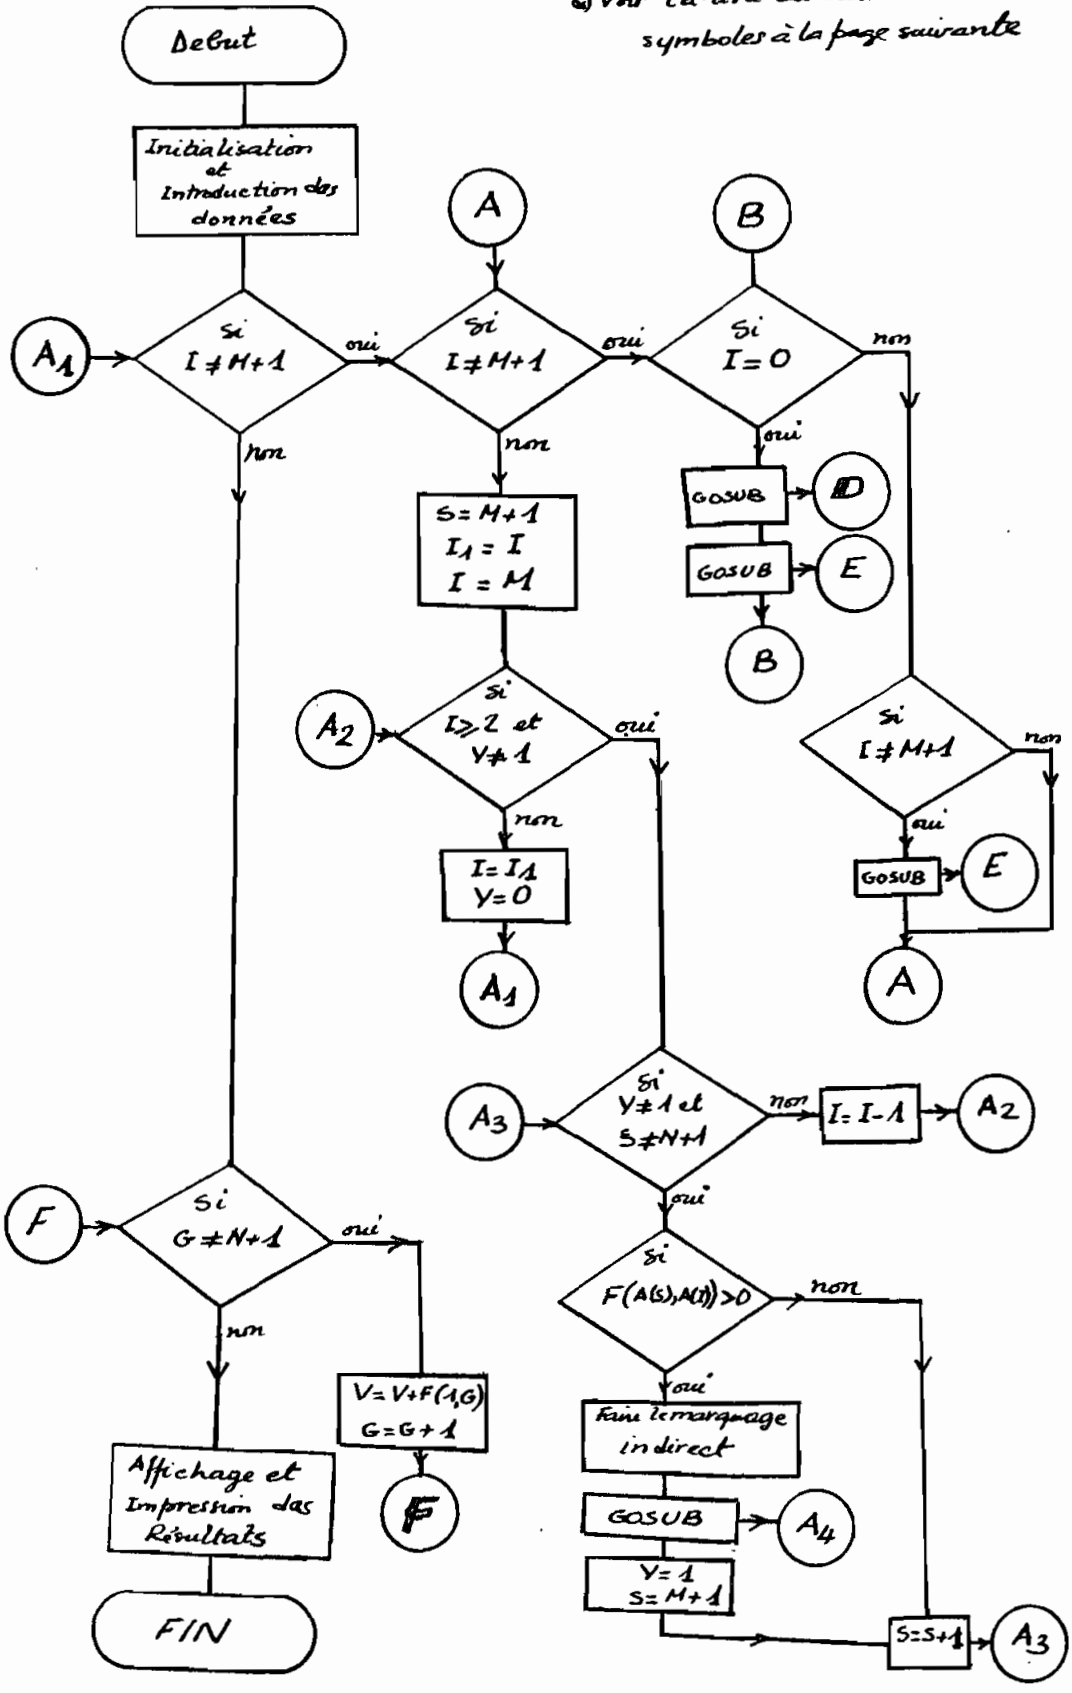 symboles à la page suivante
Debut
Initialisation
et
Introduction des
données
A
B
A1
Si
I ≠ M+1
oui
non
Si
I ≠ M+1
oui
non
Si
I = 0
non
oui
GOSUB
D
GOSUB
E
B
S = M+1
I1 = I
I = M
A2
Si
I ⩾ 2 et
Y ≠ 1
oui
non
I = I1
Y = 0
A1
Si
I ≠ M+1
non
oui
GOSUB
E
A
A3
Si
Y ≠ 1 et
S ≠ N+1
non
I = I-1
A2
oui
F
Si
G ≠ N+1
oui
non
V = V+F(1,G)
G = G+1
F
Affichage et
Impression des
Résultats
FIN
Si
F(A(S),A(I)) > 0
non
oui
Faire le marquage
indirect
GOSUB
A4
Y = 1
S = M+1
S = S+1
A3